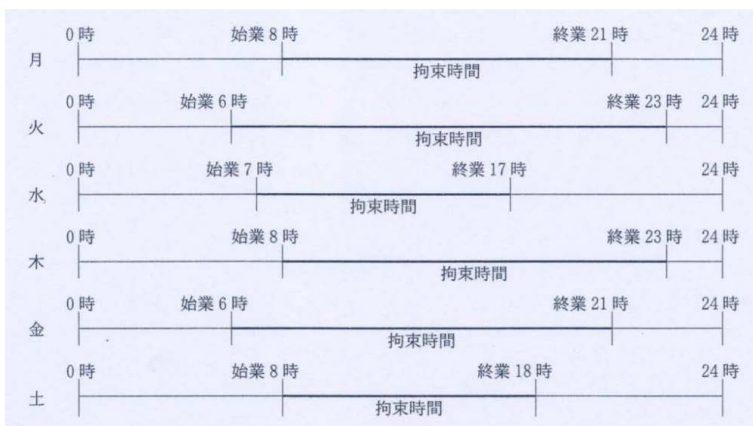 0時 始業8時 終業21時 24時
月
拘束時間
0時 始業6時 終業23時 24時
火
拘束時間
0時 始業7時 終業17時 24時
水
拘束時間
0時 始業8時 終業23時 24時
木
拘束時間
0時 始業6時 終業21時 24時
金
拘束時間
0時 始業8時 終業18時 24時
土
拘束時間